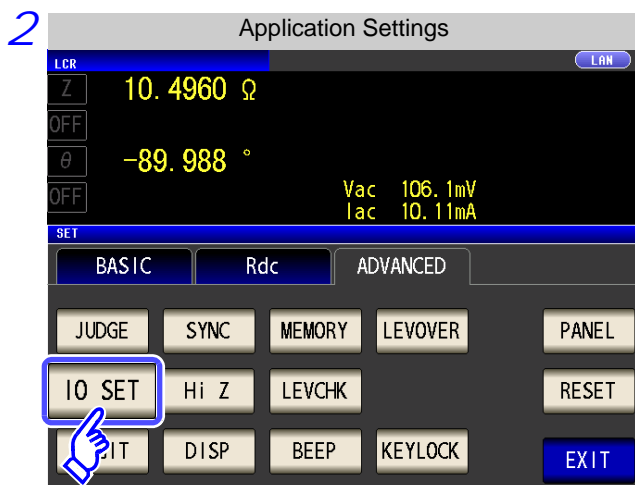 2 Application Settings
LCR LAN
Z 10.4960 Ω
OFF
θ -89.988 °
OFF Vac 106.1mV
Iac 10.11mA
SET
BASIC Rdc ADVANCED
JUDGE SYNC MEMORY LEVOVER PANEL
IO SET Hi Z LEVCHK RESET
IT DISP BEEP KEYLOCK EXIT